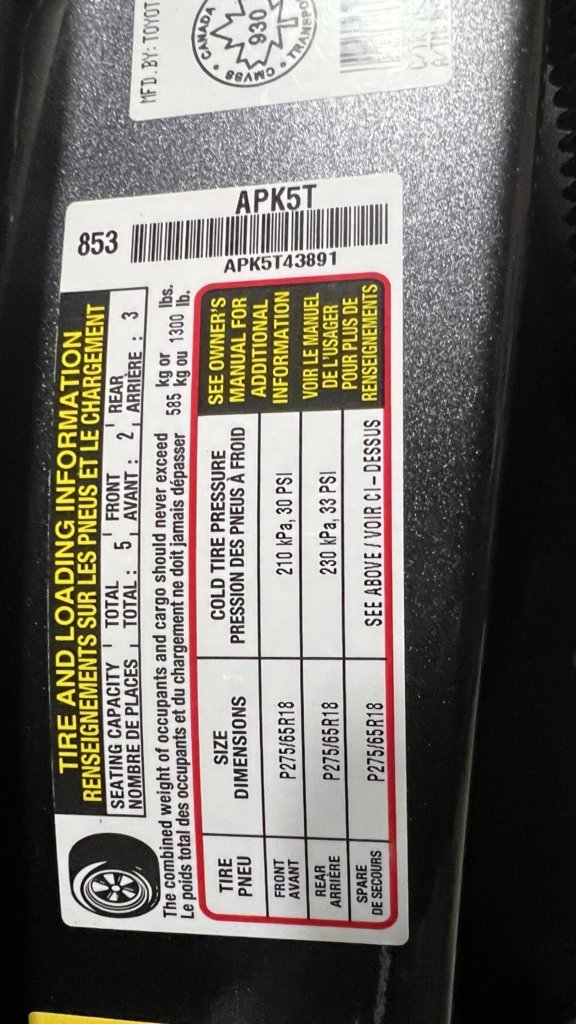 MFD. BY: TOYOT
CANADA
930
CMVSS
TRANSPO
853
APK5T
APK5T43891
TIRE AND LOADING INFORMATION
RENSEIGNEMENTS SUR LES PNEUS ET LE CHARGEMENT
SEATING CAPACITY TOTAL 5 FRONT 2 REAR 3
NOMBRE DE PLACES TOTAL : AVANT : ARRIÈRE :
The combined weight of occupants and cargo should never exceed 585 kg or 1300 lbs.
Le poids total des occupants et du chargement ne doit jamais dépasser kg ou lb.
TIRE SIZE COLD TIRE PRESSURE SEE OWNER'S
PNEU DIMENSIONS PRESSION DES PNEUS À FROID MANUAL FOR
ADDITIONAL
INFORMATION
VOIR LE MANUEL
DE L'USAGER
POUR PLUS DE
RENSEIGNEMENTS
FRONT P275/65R18 210 kPa, 30 PSI
AVANT
REAR P275/65R18 230 kPa, 33 PSI
ARRIÈRE
SPARE P275/65R18 SEE ABOVE / VOIR CI-DESSUS
DE SECOURS